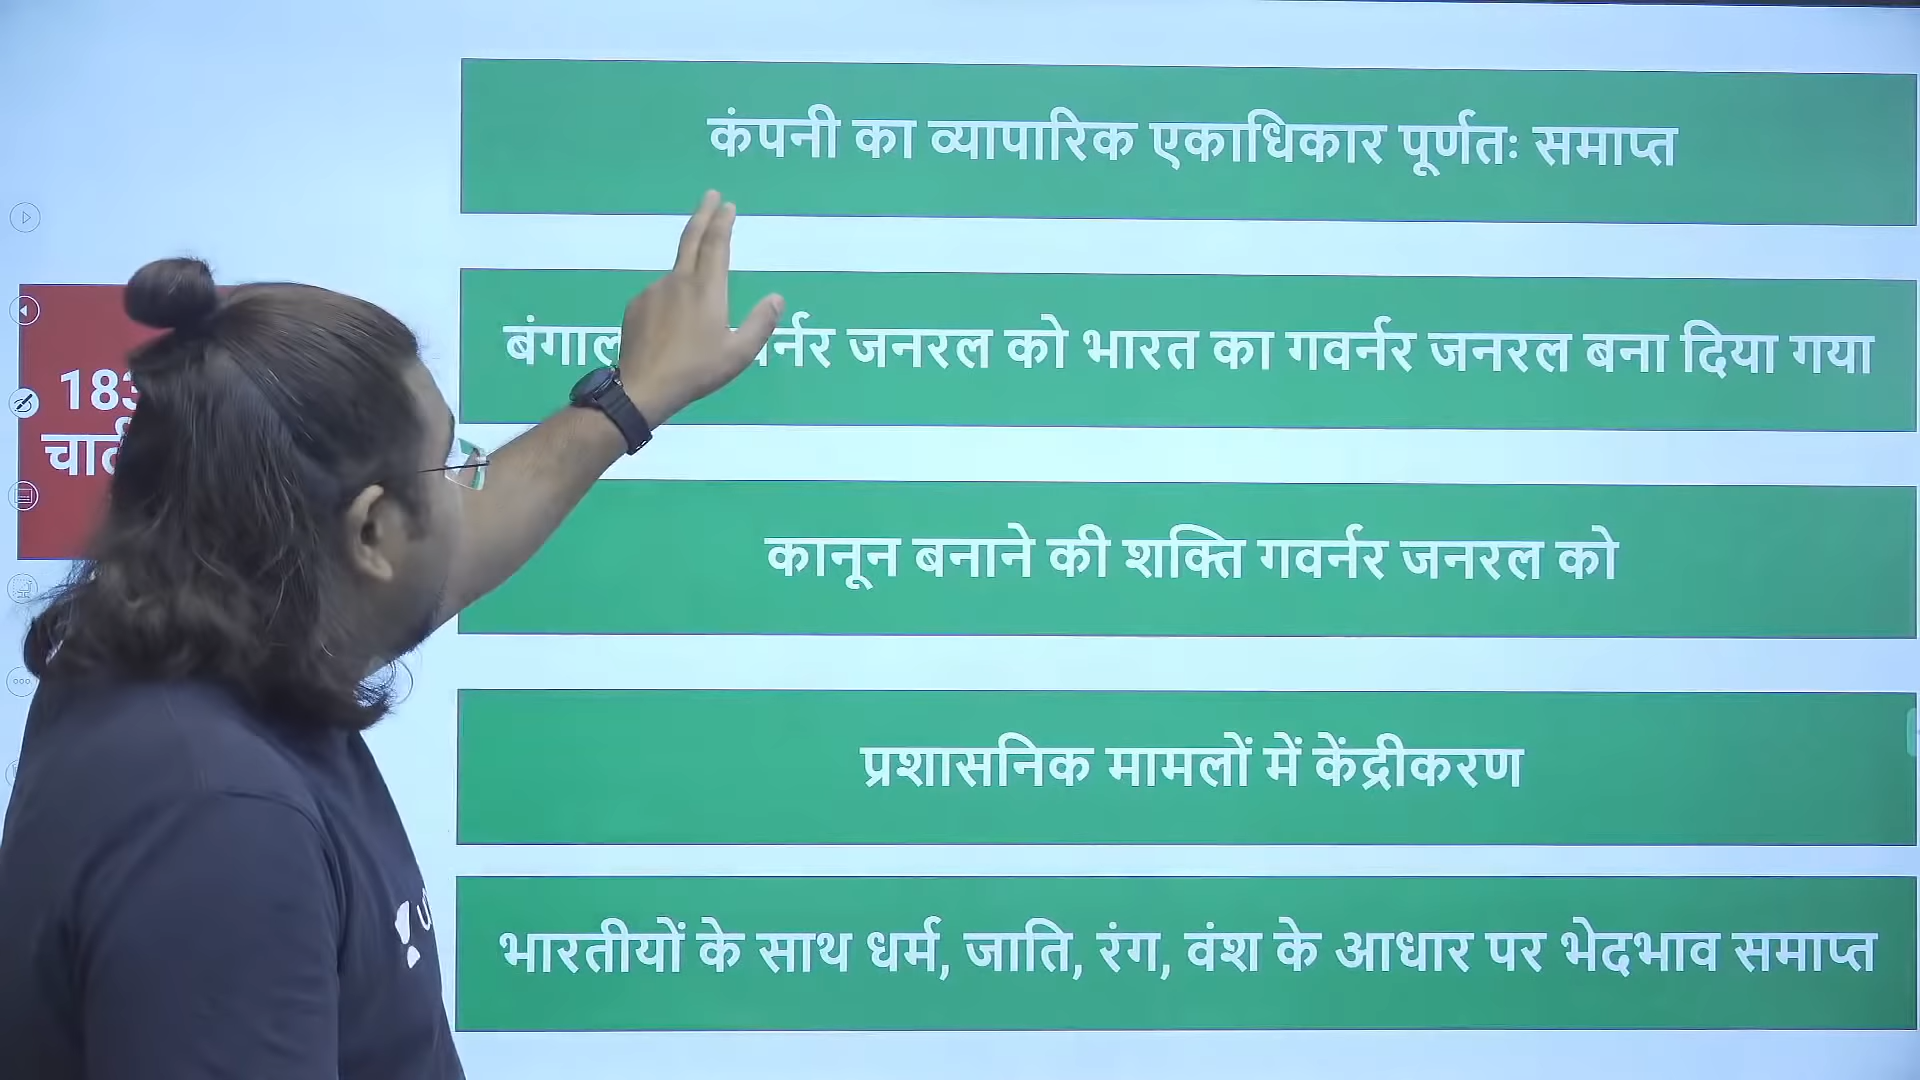 कंपनी का व्यापारिक एकाधिकार पूर्णतः समाप्त
जनरल को भारत का गवर्नर जनरल बना दिया गया
कानून बनाने की शक्ति गवर्नर जनरल को
प्रशासनिक मामलों में केंद्रीकरण
भारतीयों के साथ धर्म, जाति, रंग, वंश के आधार पर भेदभाव समाप्त